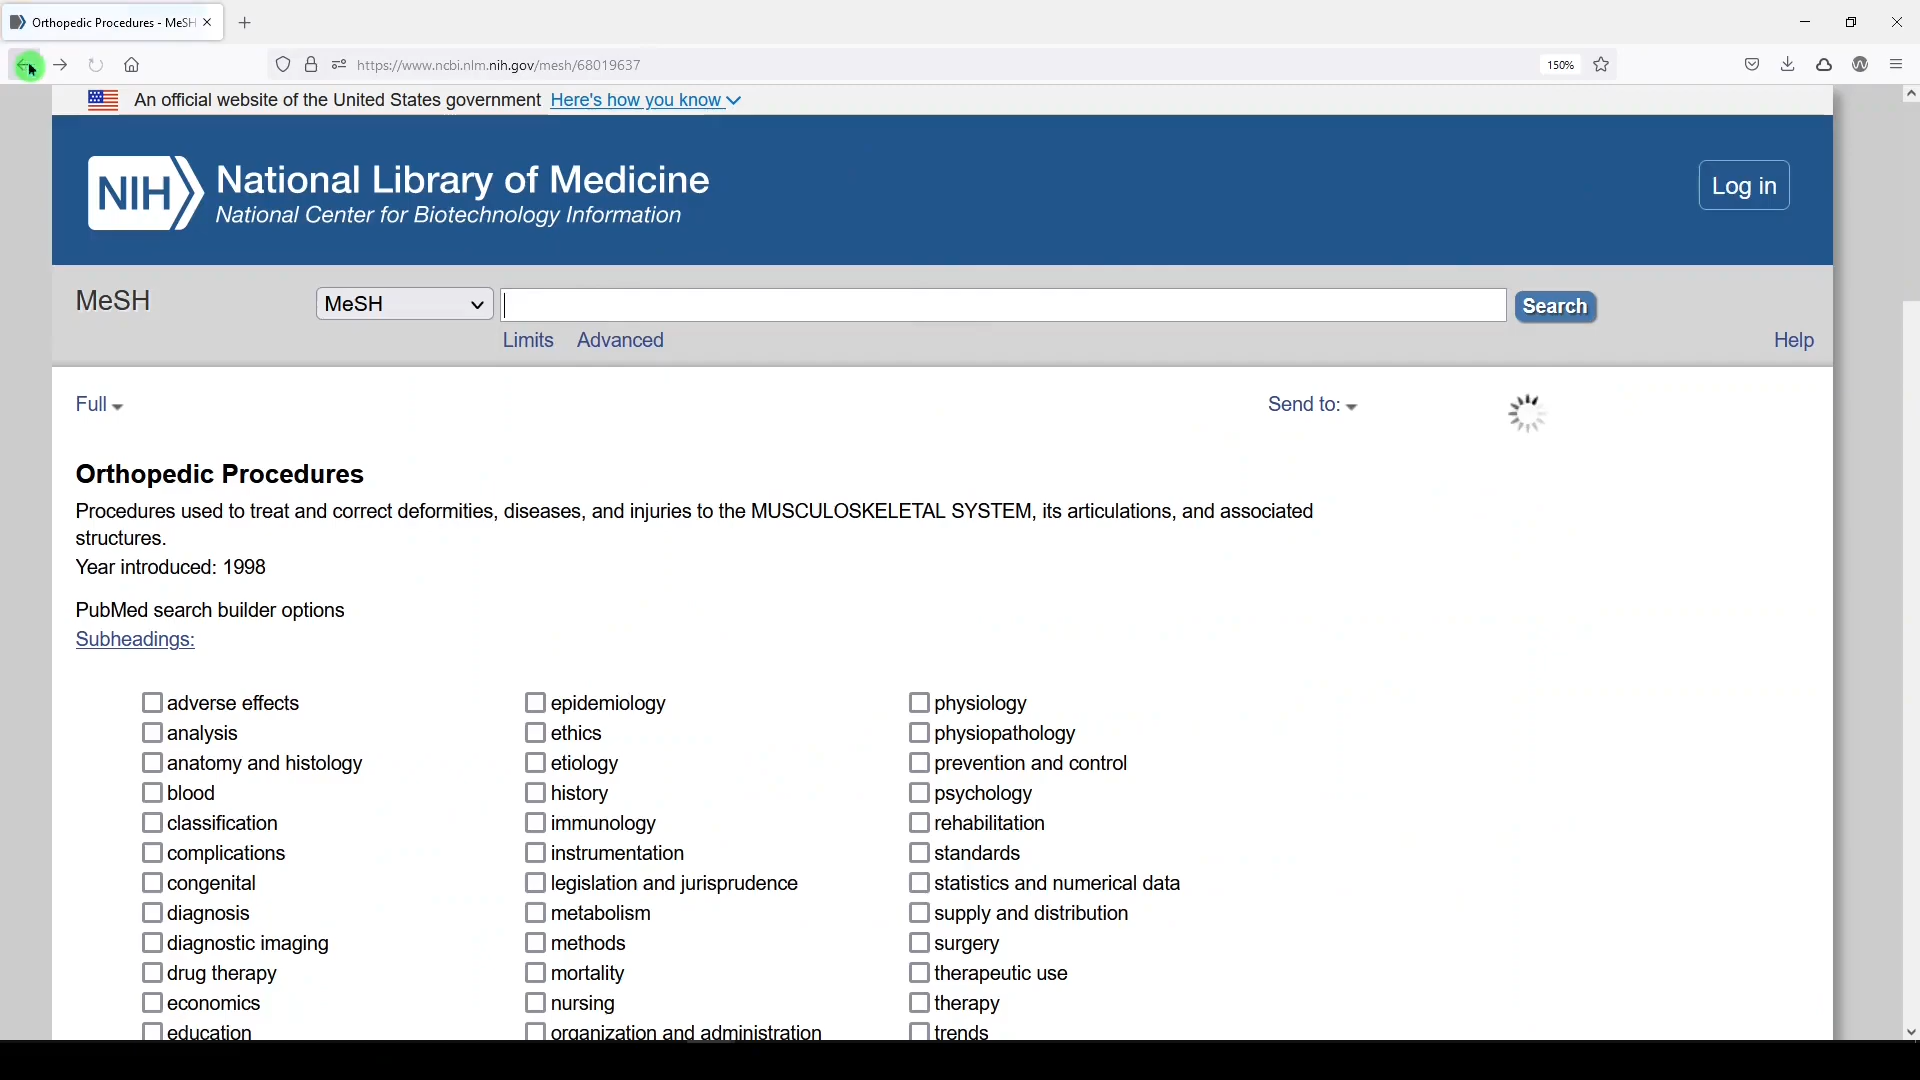 Orthopedic Procedures - MeSH
https://www.ncbi.nlm.nih.gov/mesh/68019637
150%
An official website of the United States government Here's how you know
NIH National Library of Medicine
National Center for Biotechnology Information
Log in
MeSH
MeSH
Search
Limits Advanced
Help
Full
Send to:
Orthopedic Procedures
Procedures used to treat and correct deformities, diseases, and injuries to the MUSCULOSKELETAL SYSTEM, its articulations, and associated
structures.
Year introduced: 1998
PubMed search builder options
Subheadings:
adverse effects
analysis
anatomy and histology
blood
classification
complications
congenital
diagnosis
diagnostic imaging
drug therapy
economics
education
epidemiology
ethics
etiology
history
immunology
instrumentation
legislation and jurisprudence
metabolism
methods
mortality
nursing
organization and administration
physiology
physiopathology
prevention and control
psychology
rehabilitation
standards
statistics and numerical data
supply and distribution
surgery
therapeutic use
therapy
trends